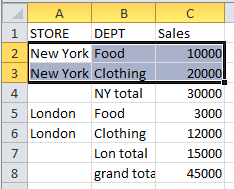 A B C
1 STORE DEPT Sales
2 New York Food 10000
3 New York Clothing 20000
4 NY total 30000
5 London Food 3000
6 London Clothing 12000
7 Lon total 15000
8 grand tota 45000